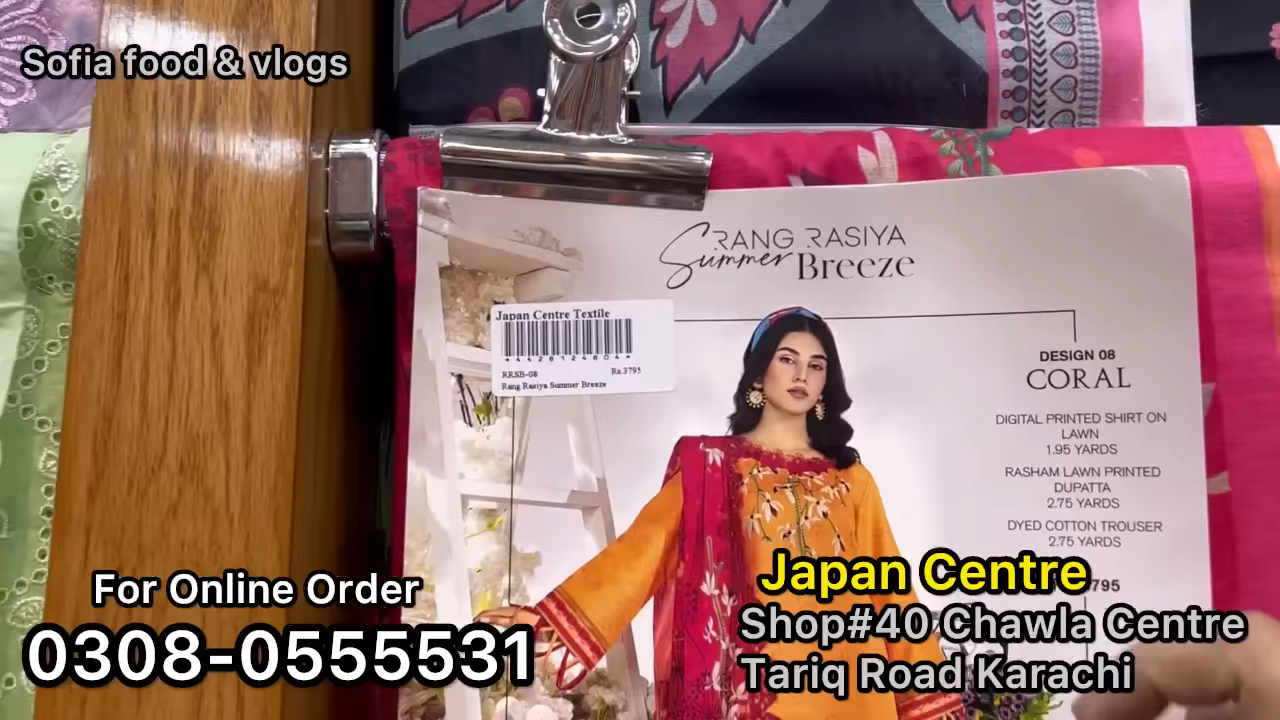 Sofia food & vlogs
RANG RASIYA
Summer Breeze
Japan Centre Textile
*4426124604*
RRSB-08 Rs.3795
Rang Rasiya Summer Breeze
DESIGN 08
CORAL
DIGITAL PRINTED SHIRT ON
LAWN
1.95 YARDS
RASHAM LAWN PRINTED
DUPATTA
2.75 YARDS
DYED COTTON TROUSER
2.75 YARDS
795
For Online Order
0308-0555531
Japan Centre
Shop#40 Chawla Centre
Tariq Road Karachi